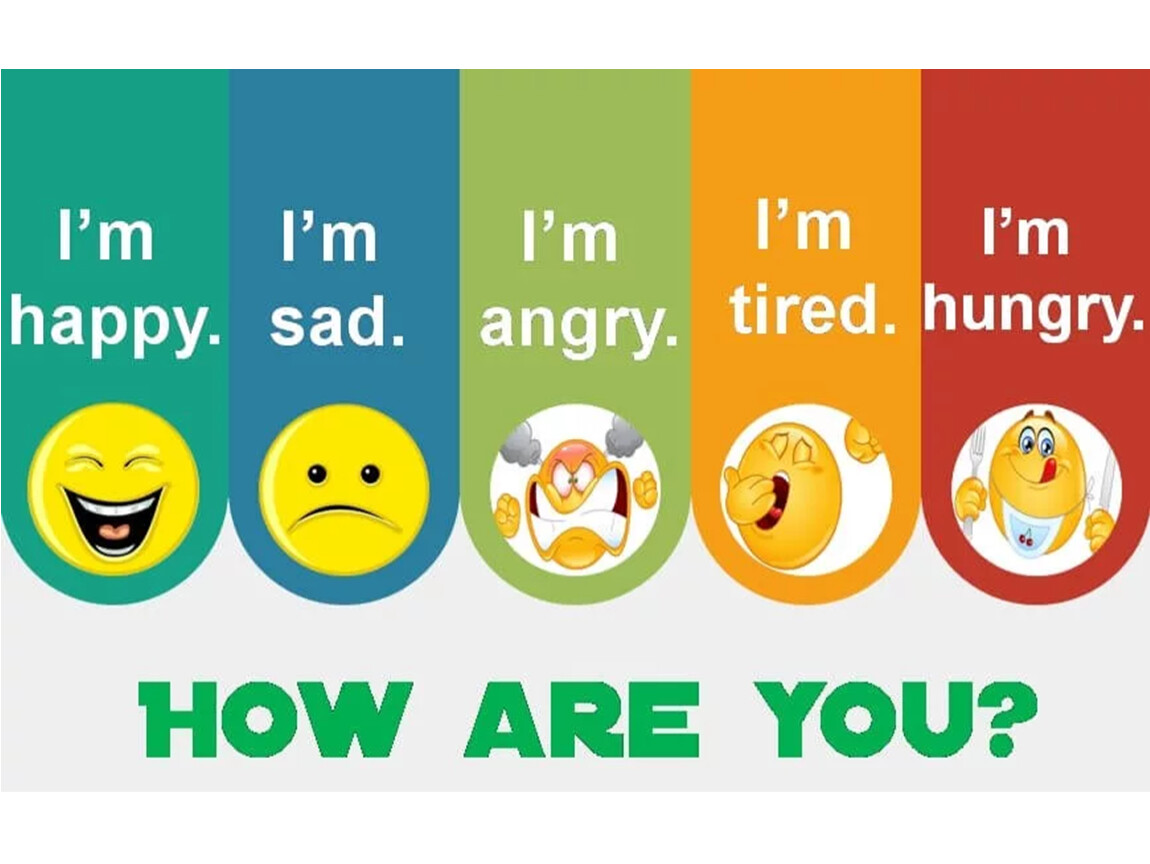 I’m
happy.
I’m
sad.
I’m
angry.
I’m
tired.
I’m
hungry.
HOW ARE YOU?